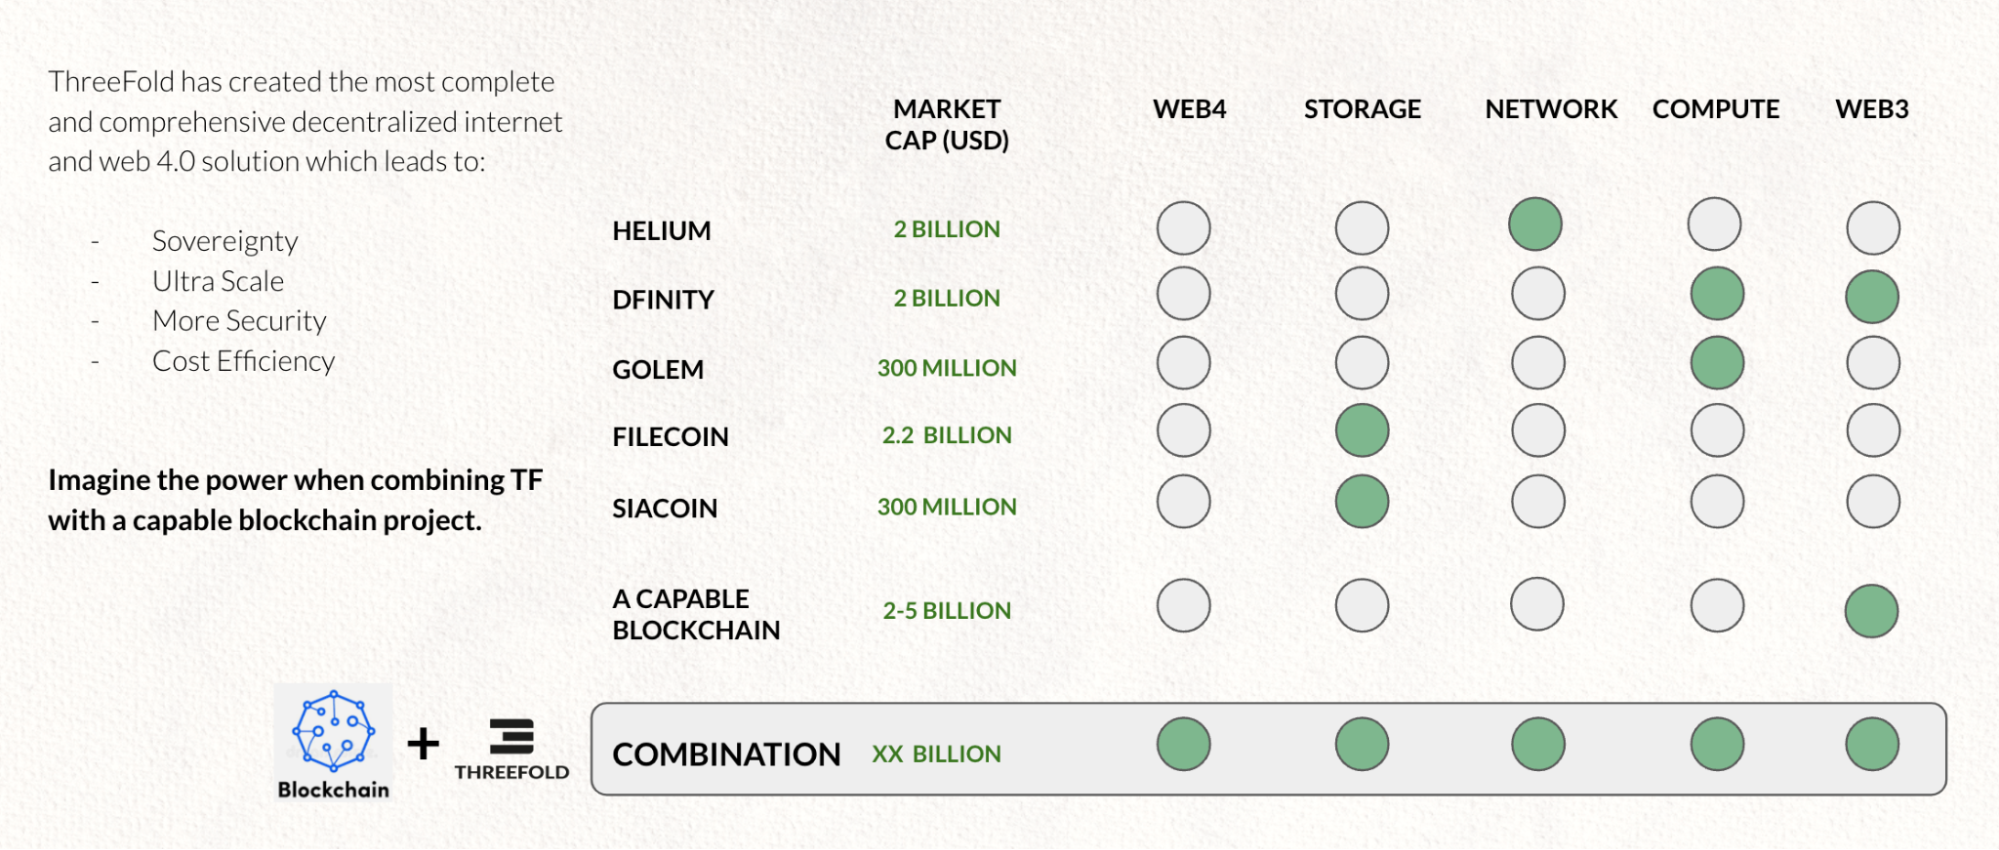 ThreeFold has created the most complete
and comprehensive decentralized internet
and web 4.0 solution which leads to:
- Sovereignty
- Ultra Scale
- More Security
- Cost Efficiency
Imagine the power when combining TF
with a capable blockchain project.
MARKET
CAP (USD)
WEB4 STORAGE NETWORK COMPUTE WEB3
HELIUM 2 BILLION
DFINITY 2 BILLION
GOLEM 300 MILLION
FILECOIN 2.2 BILLION
SIACOIN 300 MILLION
A CAPABLE
BLOCKCHAIN
2-5 BILLION
Blockchain
+
THREEFOLD
COMBINATION XX BILLION